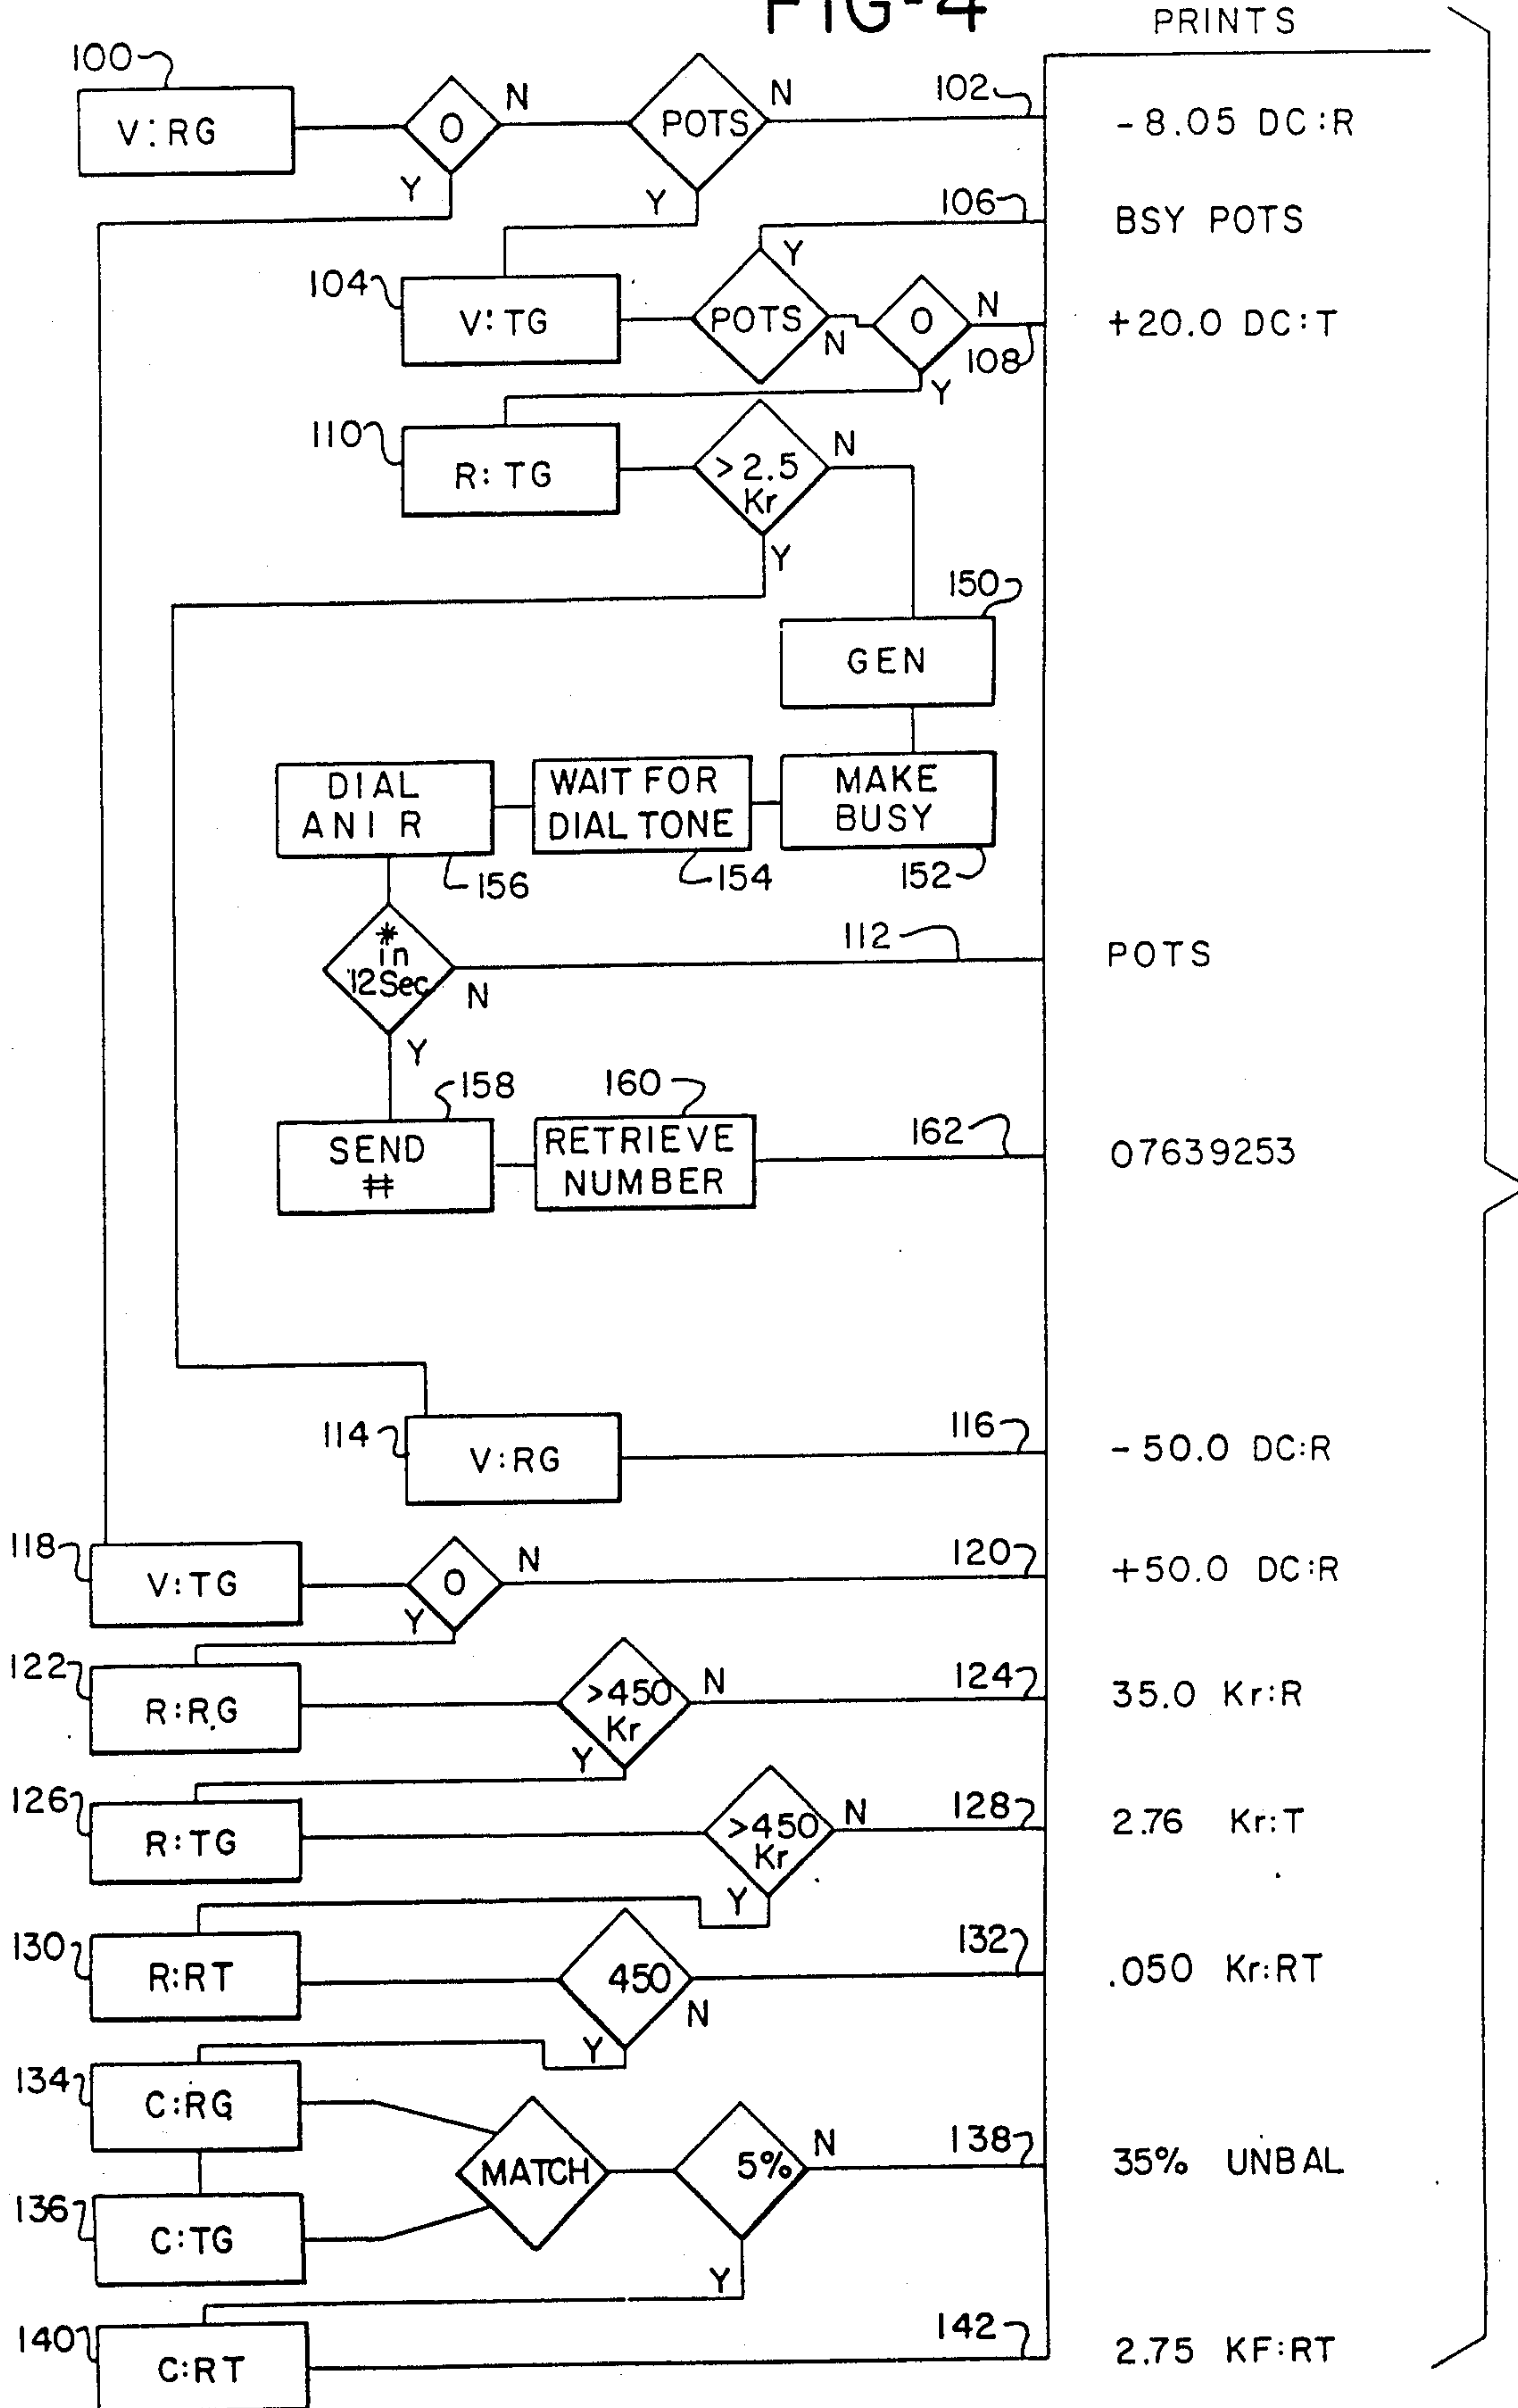 FIG-4
PRINTS
100
V:RG
O
N
POTS
N
102
-8.05 DC:R
Y
Y
106
BSY POTS
104
V:TG
Y
POTS
N
O
N
108
+20.0 DC:T
Y
110
R:TG
>2.5
Kr
N
Y
150
GEN
DIAL
ANI R
WAIT FOR
DIAL TONE
MAKE
BUSY
156
154
152
*
in
12Sec
N
112
POTS
Y
158
160
SEND
#
RETRIEVE
NUMBER
162
07639253
114
V:RG
116
-50.0 DC:R
118
V:TG
O
N
120
+50.0 DC:R
Y
122
R:RG
>450
Kr
N
124
35.0 Kr:R
Y
126
R:TG
>450
Kr
N
128
2.76 Kr:T
Y
130
R:RT
450
N
132
.050 Kr:RT
Y
134
C:RG
MATCH
5%
N
138
35% UNBAL
136
C:TG
Y
140
C:RT
142
2.75 KF:RT